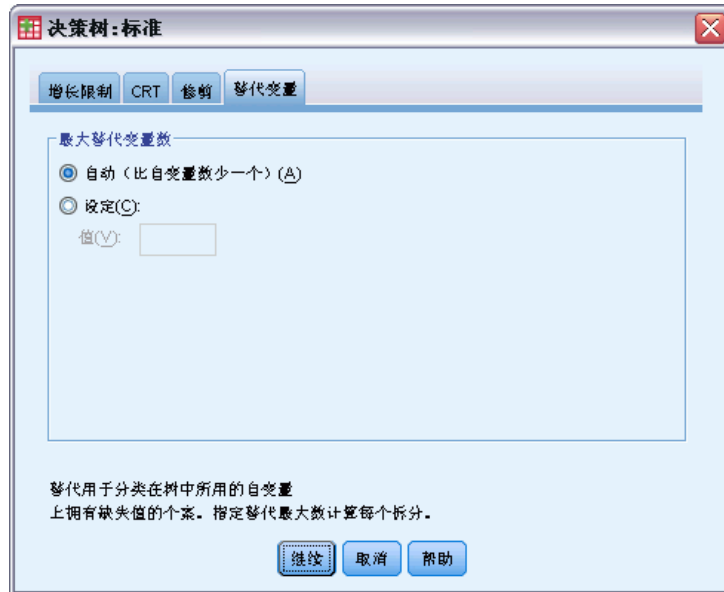 决策树:标准
增长限制 CRT 修剪 替代变量
最大替代变量数
自动（比自变量数少一个）(A)
设定(C):
值(V):
替代用于分类在树中所用的自变量
上拥有缺失值的个案。指定替代最大数计算每个拆分。
继续 取消 帮助